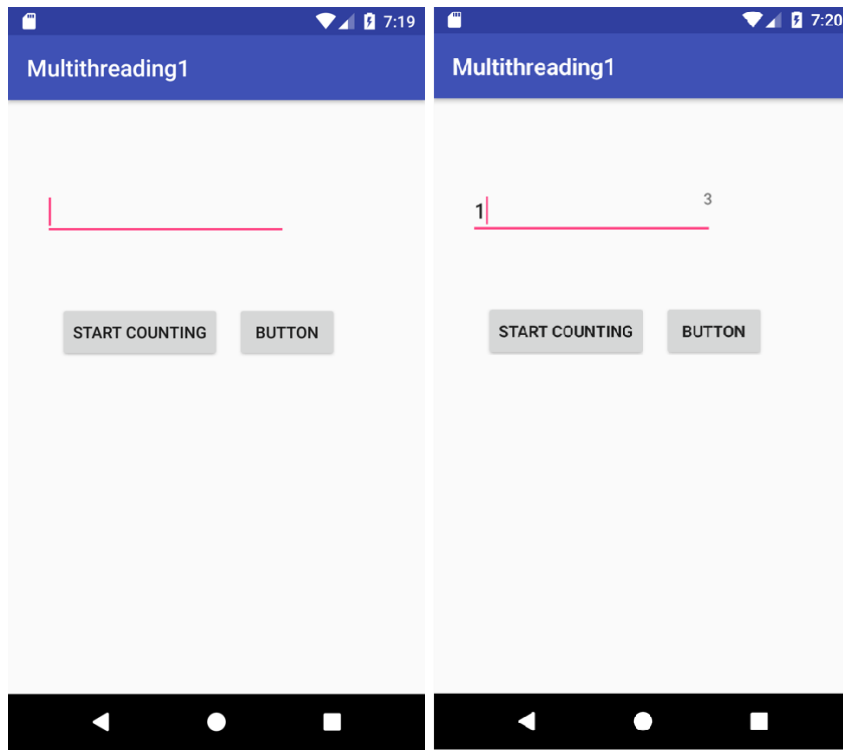 7:19
Multithreading1
START COUNTING BUTTON
7:20
Multithreading1
3
1
START COUNTING BUTTON